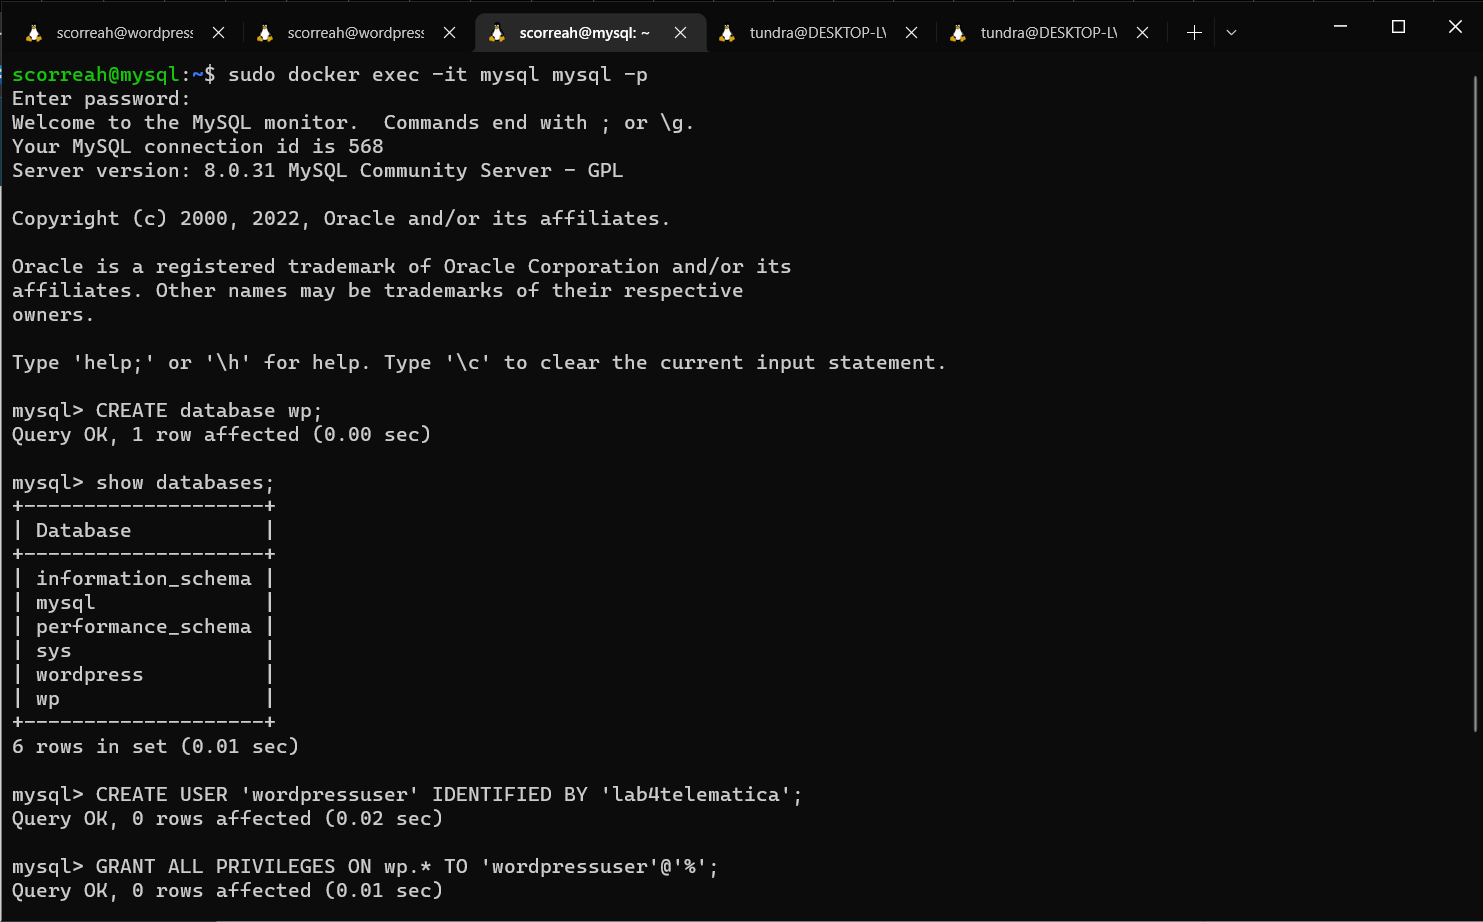 scorreah@wordpress
scorreah@wordpress
scorreah@mysql: ~
tundra@DESKTOP-LV
tundra@DESKTOP-LV
scorreah@mysql:~$ sudo docker exec -it mysql mysql -p
Enter password:
Welcome to the MySQL monitor.  Commands end with ; or \g.
Your MySQL connection id is 568
Server version: 8.0.31 MySQL Community Server - GPL
Copyright (c) 2000, 2022, Oracle and/or its affiliates.
Oracle is a registered trademark of Oracle Corporation and/or its
affiliates. Other names may be trademarks of their respective
owners.
Type 'help;' or '\h' for help. Type '\c' to clear the current input statement.
mysql> CREATE database wp;
Query OK, 1 row affected (0.00 sec)
mysql> show databases;
+--------------------+
| Database           |
+--------------------+
| information_schema |
| mysql              |
| performance_schema |
| sys                |
| wordpress          |
| wp                 |
+--------------------+
6 rows in set (0.01 sec)
mysql> CREATE USER 'wordpressuser' IDENTIFIED BY 'lab4telematica';
Query OK, 0 rows affected (0.02 sec)
mysql> GRANT ALL PRIVILEGES ON wp.* TO 'wordpressuser'@'%';
Query OK, 0 rows affected (0.01 sec)